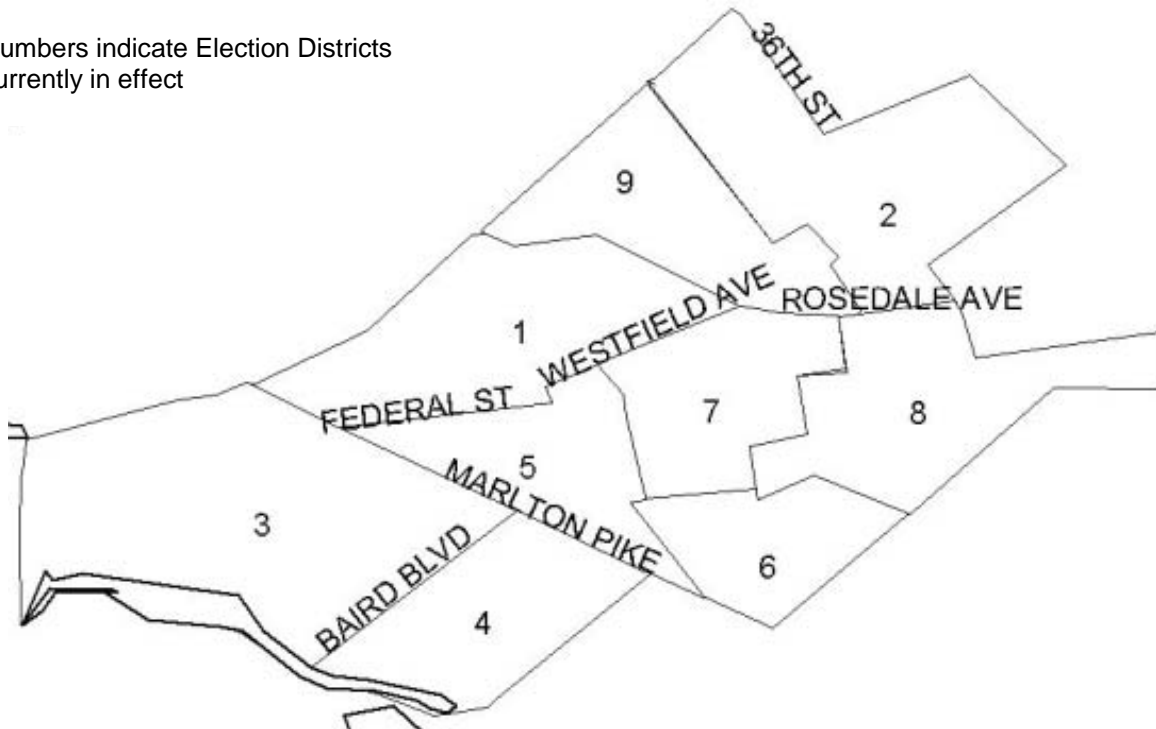 umbers indicate Election Districts
urrently in effect
36TH ST
9
2
WESTFIELD AVE
ROSEDALE AVE
1
FEDERAL ST
7
8
5
MARLTON PIKE
3
BAIRD BLVD
6
4